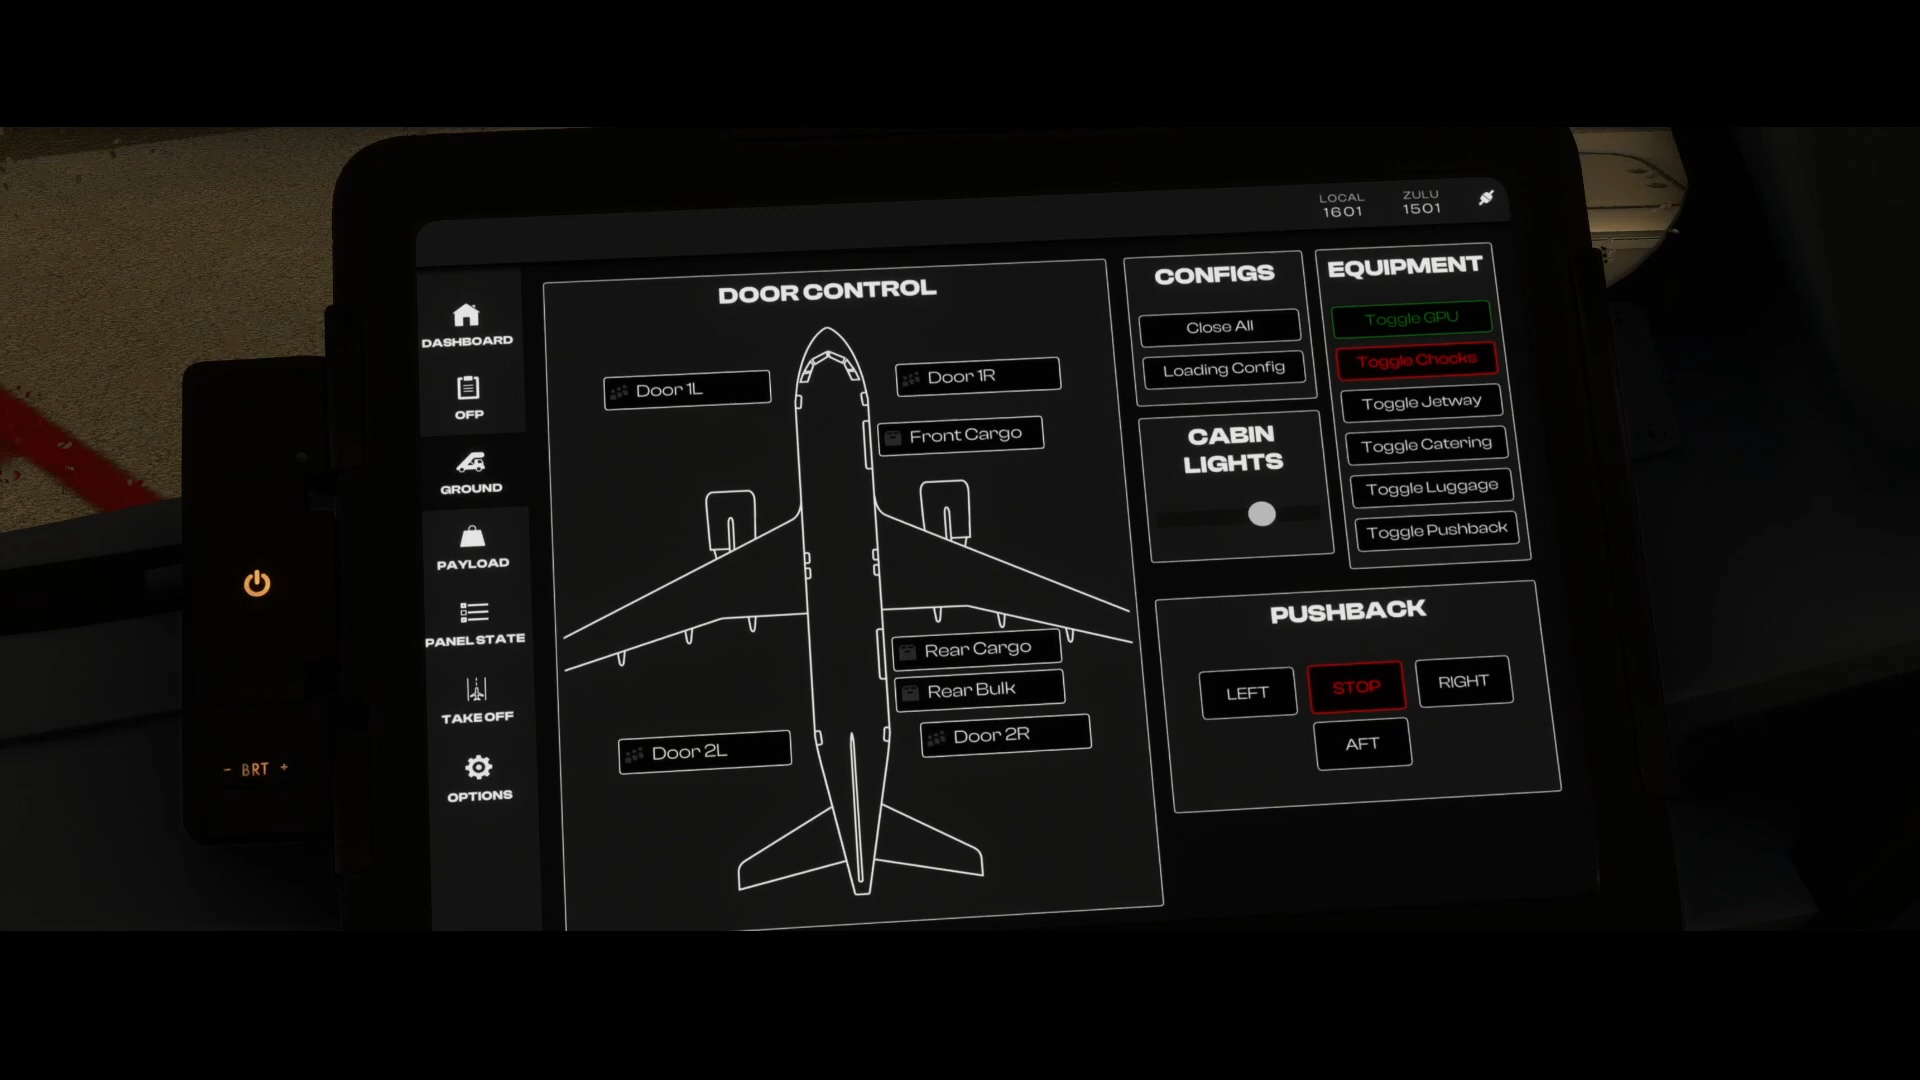 LOCAL
1601
ZULU
1501
DASHBOARD
OFP
GROUND
PAYLOAD
PANEL STATE
TAKE OFF
OPTIONS
- BRT +
DOOR CONTROL
Door 1L
Door 1R
Front Cargo
Rear Cargo
Rear Bulk
Door 2L
Door 2R
CONFIGS
Close All
Loading Config
CABIN
LIGHTS
EQUIPMENT
Toggle GPU
Toggle Chocks
Toggle Jetway
Toggle Catering
Toggle Luggage
Toggle Pushback
PUSHBACK
LEFT
STOP
RIGHT
AFT